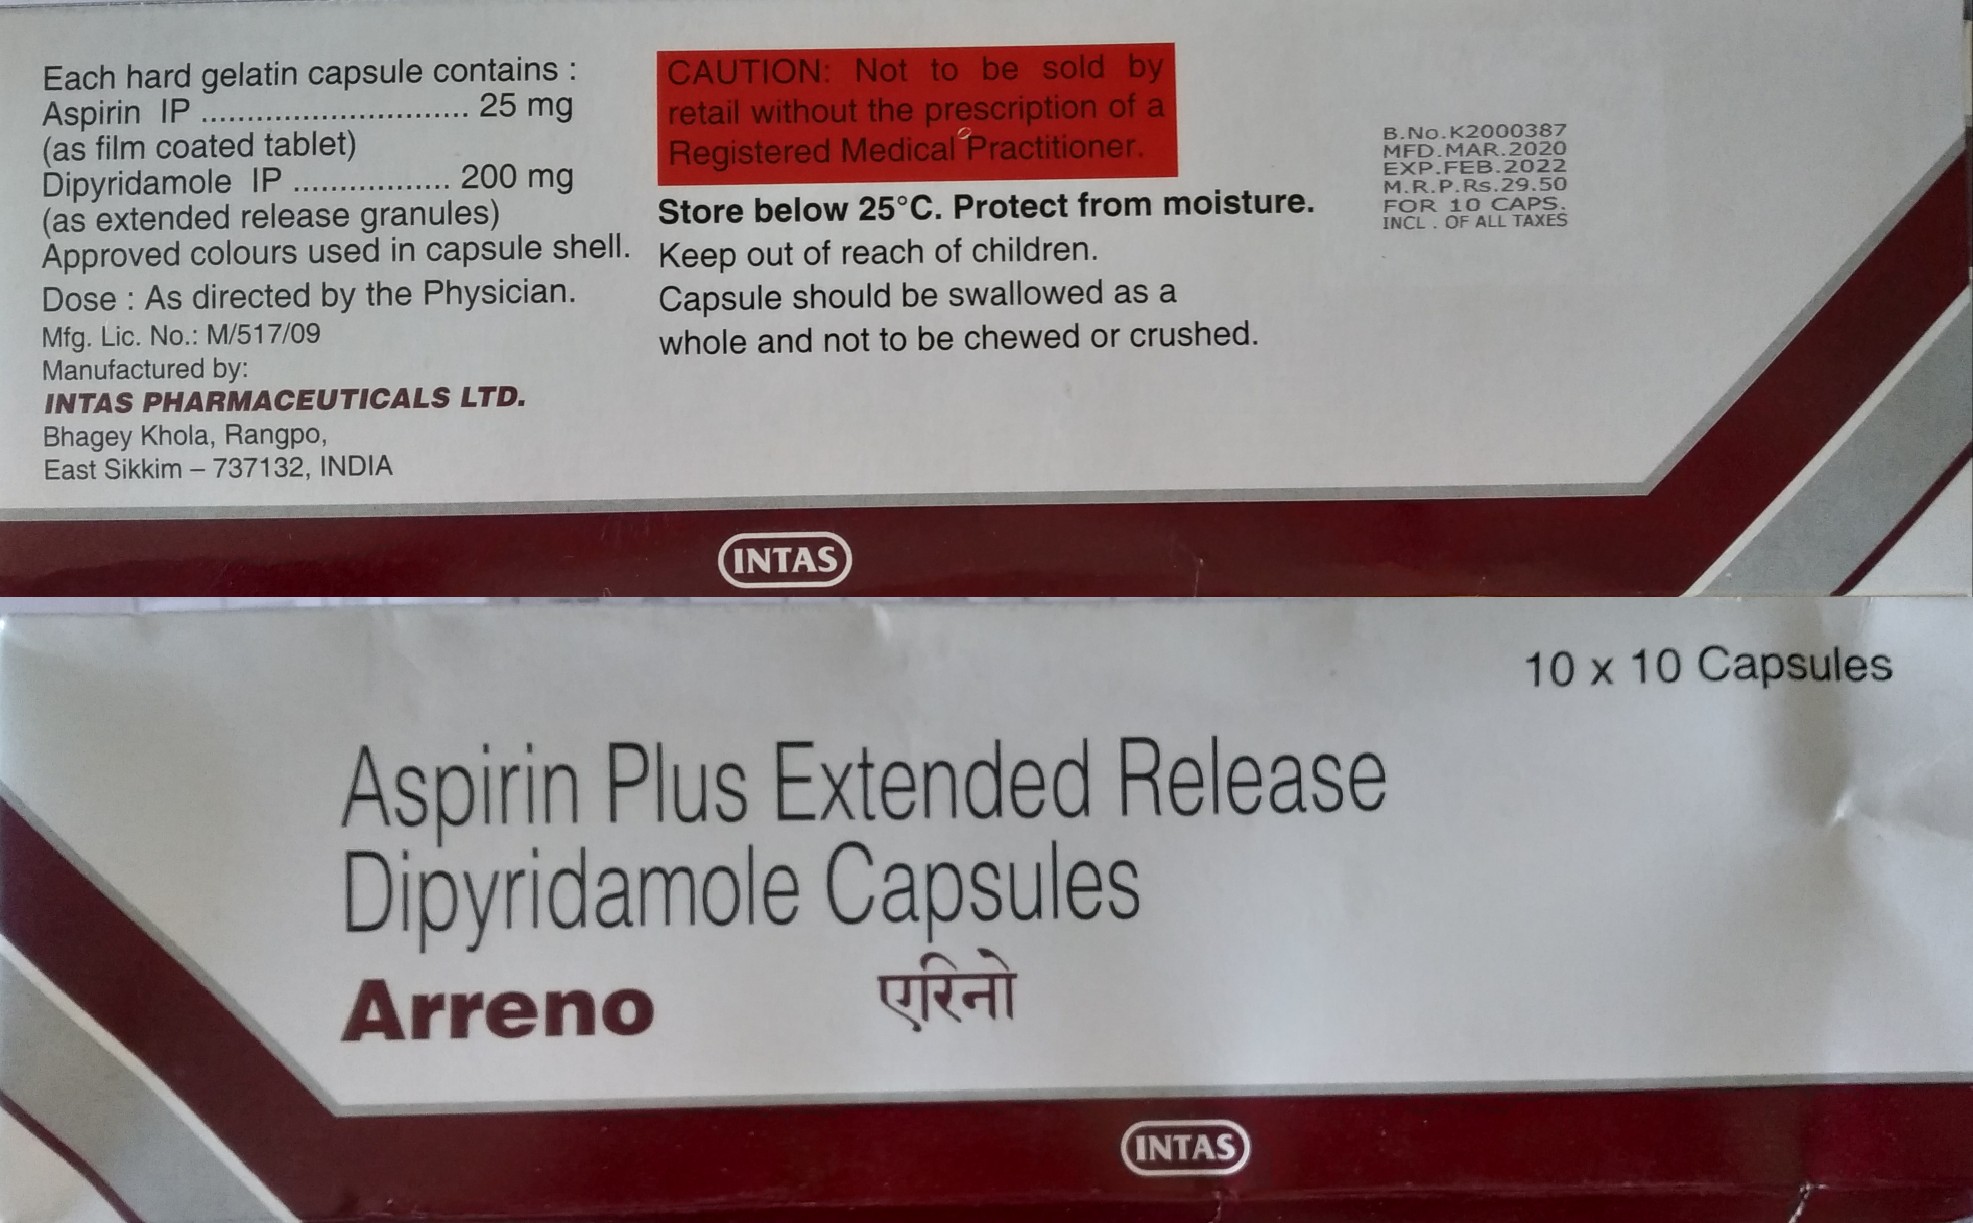 Each hard gelatin capsule contains :
Aspirin IP ............................. 25 mg
(as film coated tablet)
Dipyridamole IP ................. 200 mg
(as extended release granules)
Approved colours used in capsule shell.
Dose : As directed by the Physician.
Mfg. Lic. No.: M/517/09
Manufactured by:
INTAS PHARMACEUTICALS LTD.
Bhagey Khola, Rangpo,
East Sikkim – 737132, INDIA
CAUTION: Not to be sold by
retail without the prescription of a
Registered Medical Practitioner.
Store below 25°C. Protect from moisture.
Keep out of reach of children.
Capsule should be swallowed as a
whole and not to be chewed or crushed.
B.No.K2000387
MFD.MAR.2020
EXP.FEB.2022
M.R.P.Rs.29.50
FOR 10 CAPS.
INCL . OF ALL TAXES
INTAS
10 x 10 Capsules
Aspirin Plus Extended Release
Dipyridamole Capsules
Arreno एरिनो
INTAS